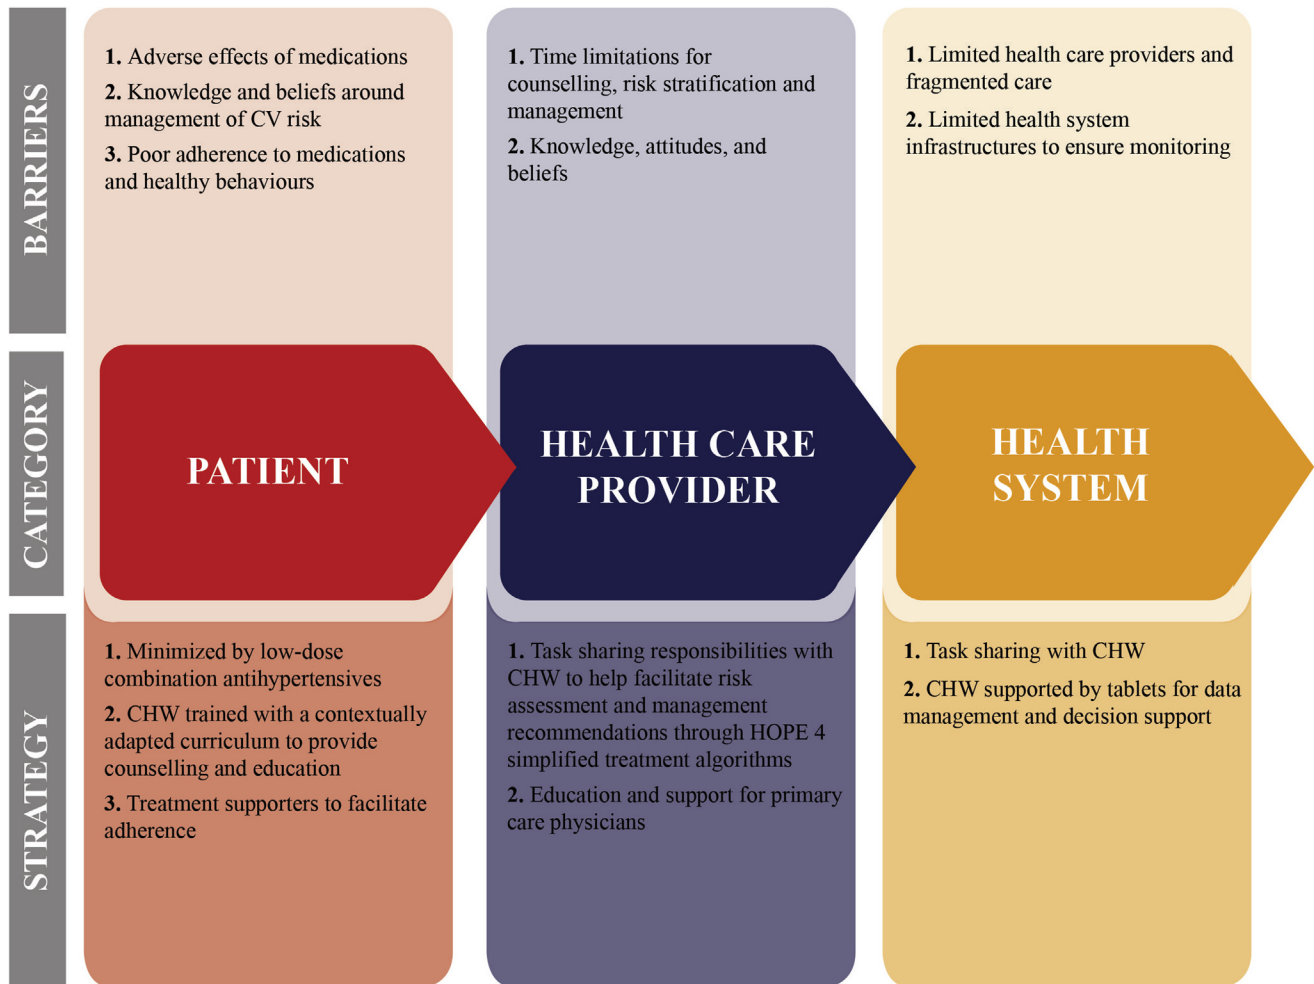 BARRIERS
1. Adverse effects of medications
2. Knowledge and beliefs around
management of CV risk
3. Poor adherence to medications
and healthy behaviours
1. Time limitations for
counselling, risk stratification and
management
2. Knowledge, attitudes, and
beliefs
1. Limited health care providers and
fragmented care
2. Limited health system
infrastructures to ensure monitoring
CATEGORY
PATIENT
HEALTH CARE
PROVIDER
HEALTH
SYSTEM
STRATEGY
1. Minimized by low-dose
combination antihypertensives
2. CHW trained with a contextually
adapted curriculum to provide
counselling and education
3. Treatment supporters to facilitate
adherence
1. Task sharing responsibilities with
CHW to help facilitate risk
assessment and management
recommendations through HOPE 4
simplified treatment algorithms
2. Education and support for primary
care physicians
1. Task sharing with CHW
2. CHW supported by tablets for data
management and decision support